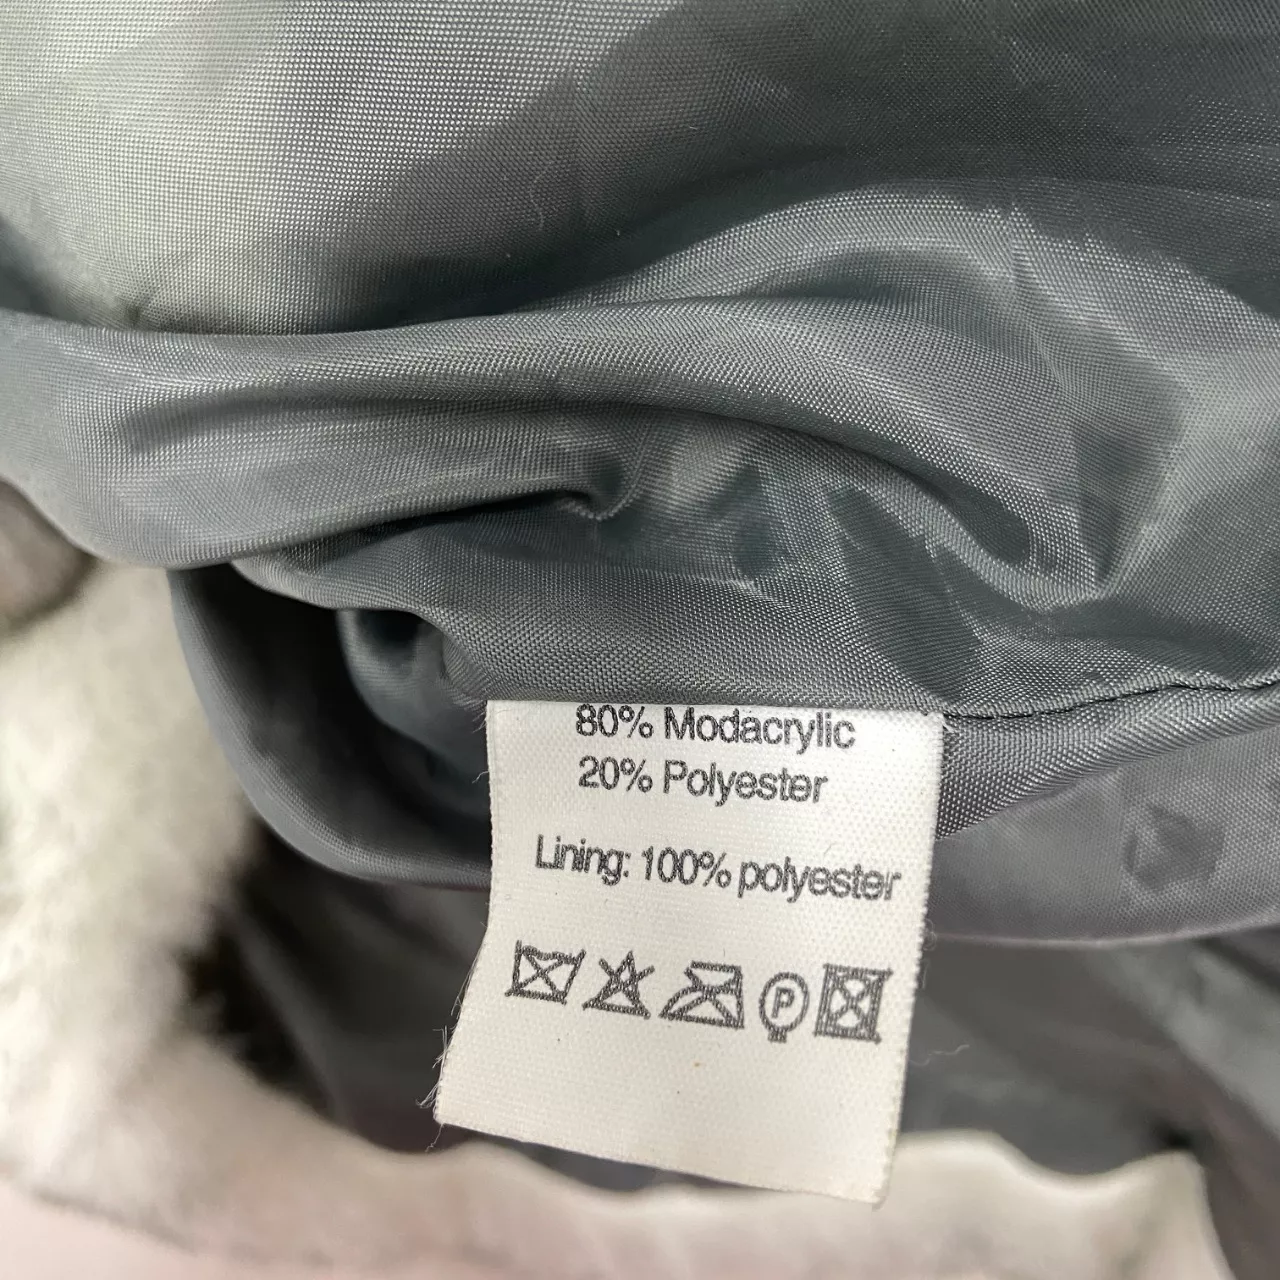 80% Modacrylic
20% Polyester
Lining: 100% polyester
P